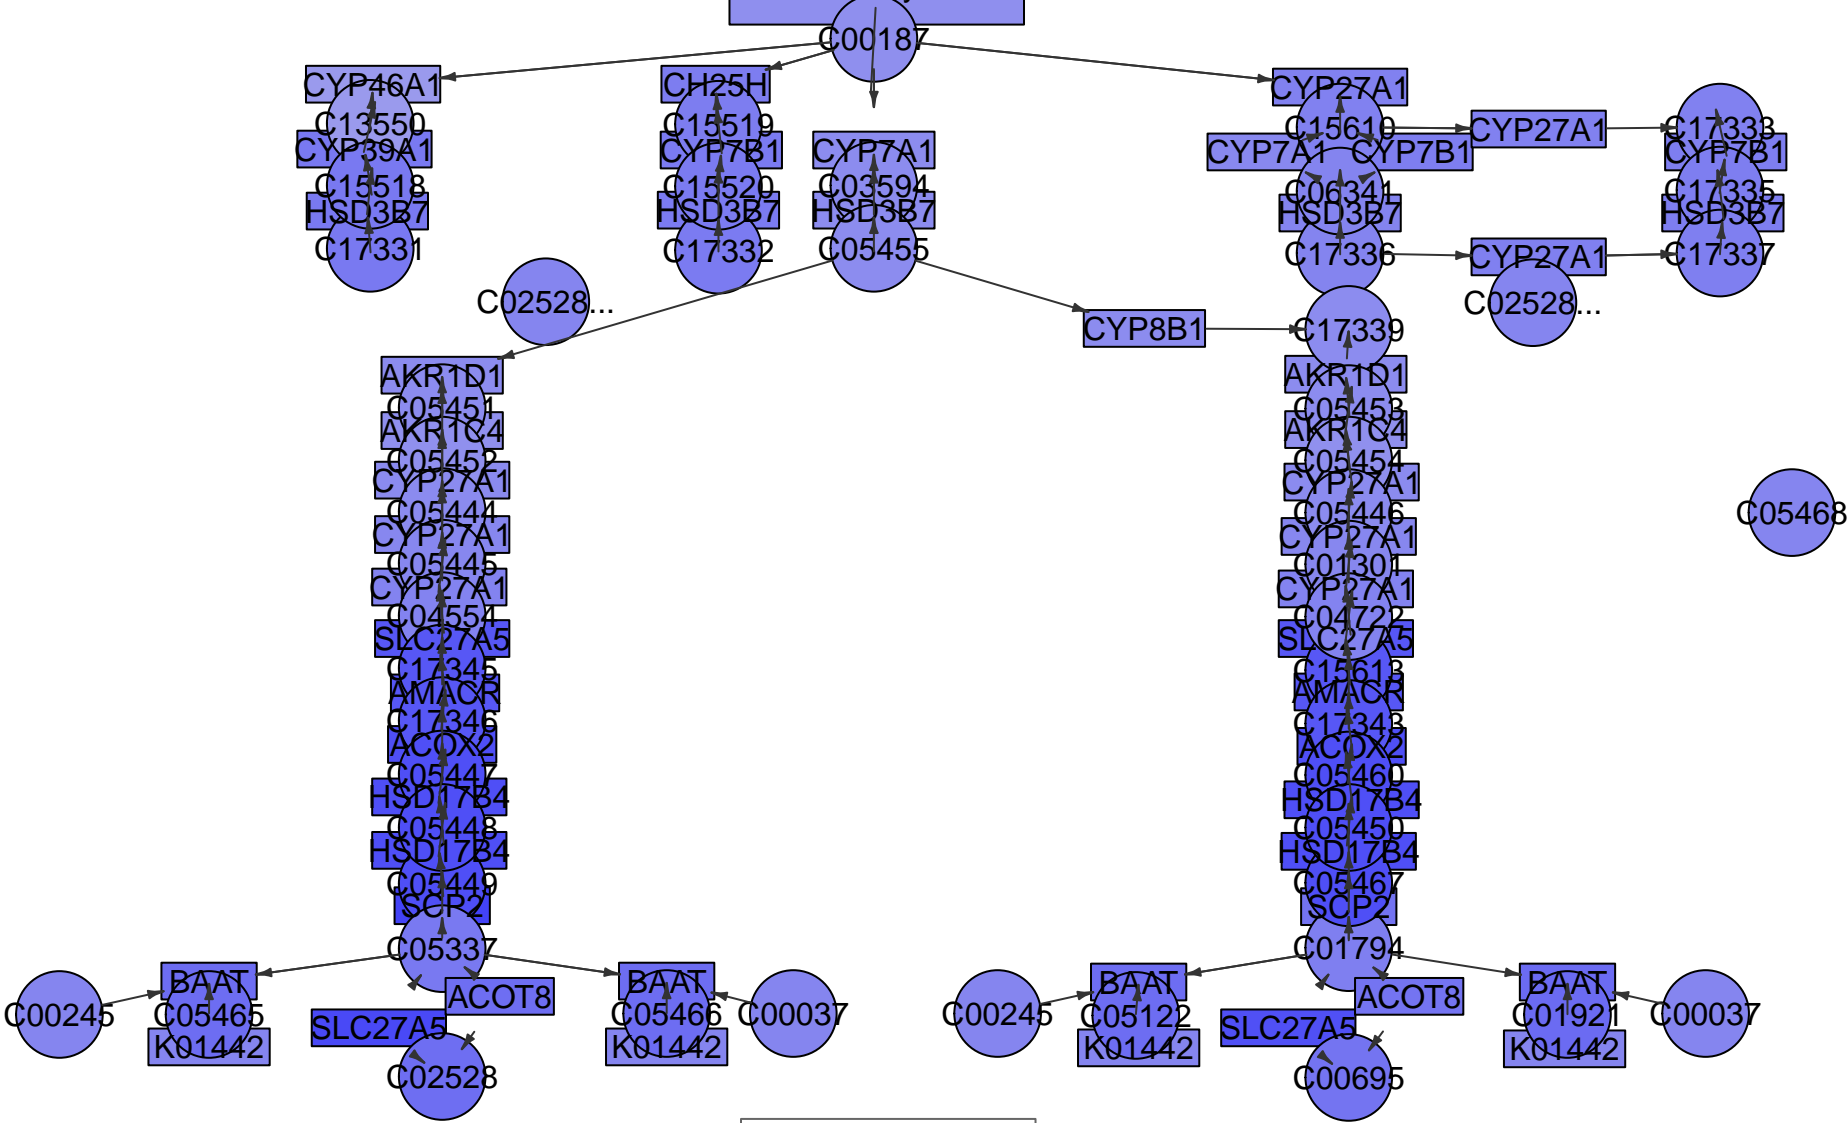 C00187
CYP46A1
C13550
CYP39A1
C15518
HSD3B7
C17331
CH25H
C15519
CYP7B1
C15520
HSD3B7
C17332
CYP7A1
C03594
HSD3B7
C05455
CYP27A1
C15610
CYP7A1
CYP7B1
C06341
HSD3B7
C17336
CYP27A1
CYP27A1
C17333
CYP7B1
C17335
HSD3B7
C17337
C02528...
C02528...
CYP8B1
C17339
AKR1D1
C05451
AKR1C4
C05452
CYP27A1
C05444
CYP27A1
C05445
CYP27A1
C04554
SLC27A5
C17345
AMACR
C17346
ACOX2
C05447
HSD17B4
C05448
HSD17B4
C05449
SCP2
C05337
AKR1D1
C05453
AKR1C4
C05454
CYP27A1
C05446
CYP27A1
C01301
CYP27A1
C04722
SLC27A5
C15613
AMACR
C17343
ACOX2
C05460
HSD17B4
C05450
HSD17B4
C05467
SCP2
C01794
C05468
C00245
BAAT
C05465
K01442
SLC27A5
ACOT8
C02528
BAAT
C05466
K01442
C00037
C00245
BAAT
C05122
K01442
SLC27A5
ACOT8
C00695
BAAT
C01921
K01442
C00037